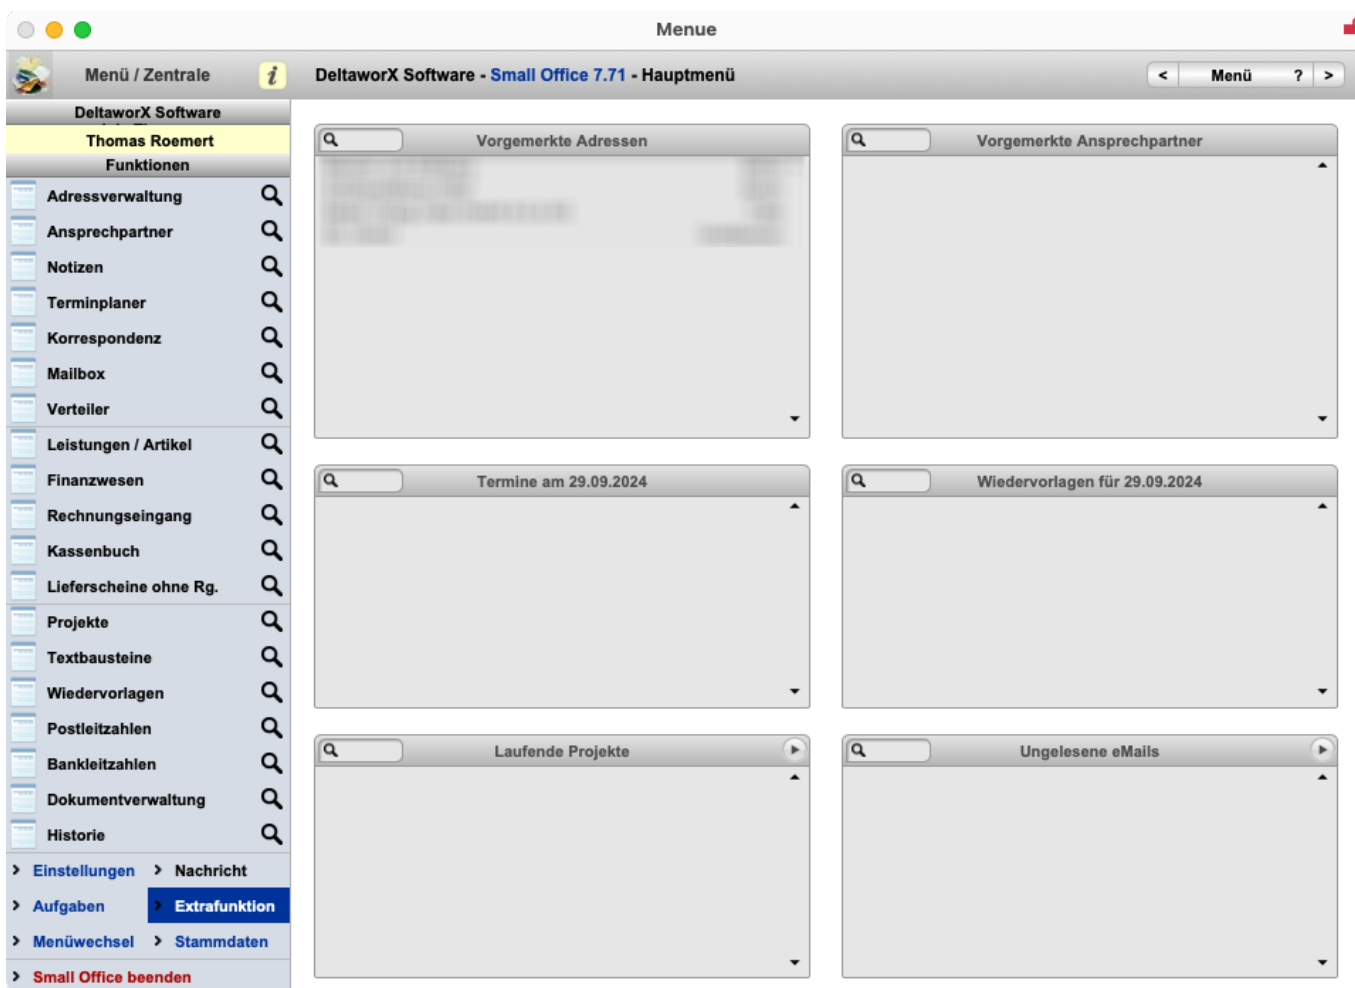 Menue
Menü / Zentrale
i
DeltaworX Software - Small Office 7.71 - Hauptmenü
< Menü ? >
DeltaworX Software
Thomas Roemert
Funktionen
Adressverwaltung
Ansprechpartner
Notizen
Terminplaner
Korrespondenz
Mailbox
Verteiler
Leistungen / Artikel
Finanzwesen
Rechnungseingang
Kassenbuch
Lieferscheine ohne Rg.
Projekte
Textbausteine
Wiedervorlagen
Postleitzahlen
Bankleitzahlen
Dokumentverwaltung
Historie
> Einstellungen > Nachricht
> Aufgaben > Extrafunktion
> Menüwechsel > Stammdaten
> Small Office beenden
Vorgemerkte Adressen
Vorgemerkte Ansprechpartner
Termine am 29.09.2024
Wiedervorlagen für 29.09.2024
Laufende Projekte
Ungelesene eMails